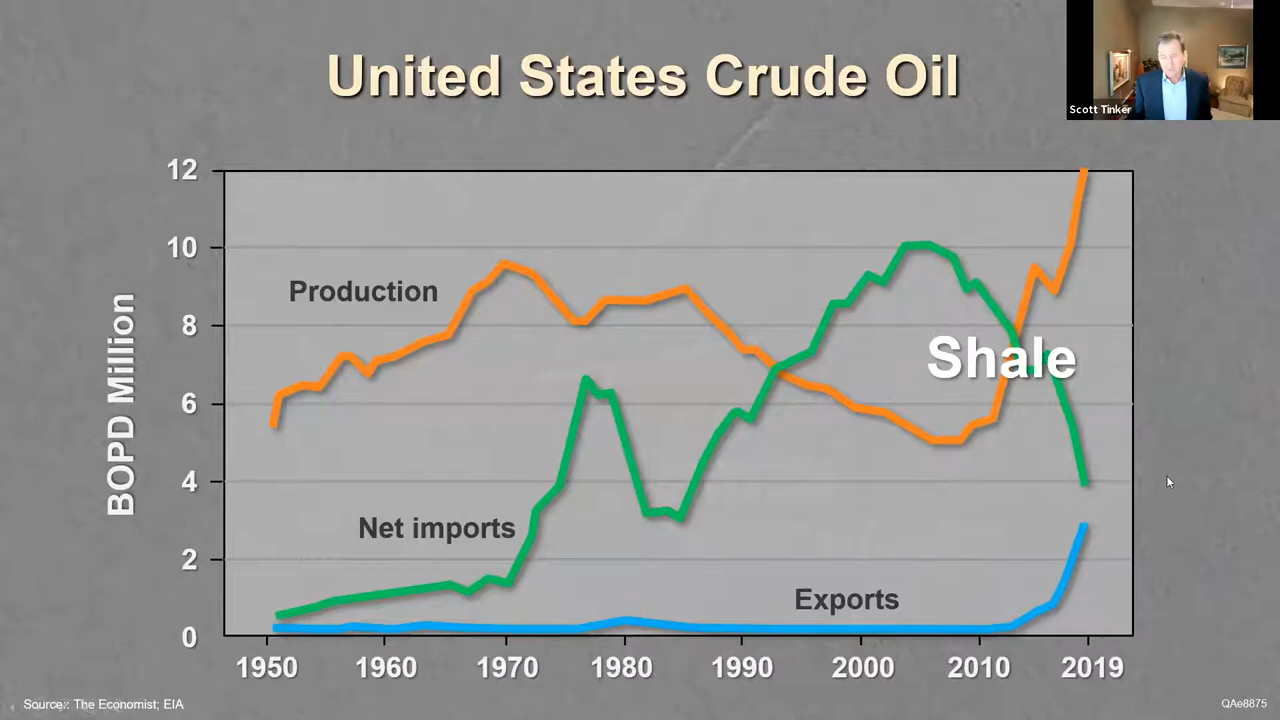 United States Crude Oil
Scott Tinker
12
10
8
6
4
2
0
BOPD Million
Production
Net imports
Shale
Exports
1950
1960
1970
1980
1990
2000
2010
2019
Source:: The Economist; EIA
QAe8875